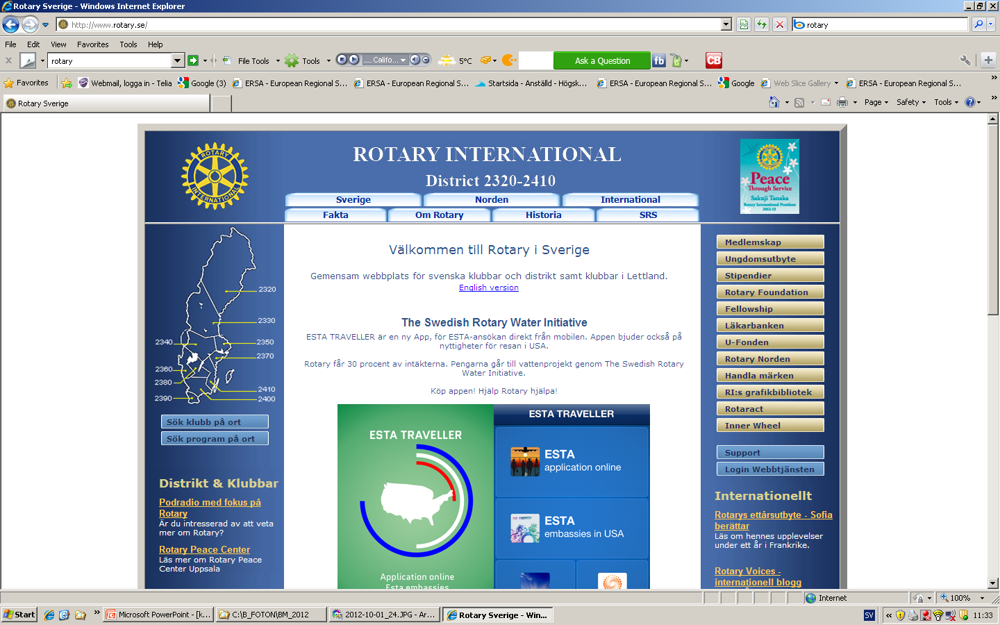 Rotary Sverige - Windows Internet Explorer
http://www.rotary.se/
rotary
File Edit View Favorites Tools Help
rotary
File Tools
Tools
..... Califo...
5°C
Ask a Question
fb
CB
Favorites
Webmail, logga in - Telia
Google (3)
ERSA - European Regional S...
ERSA - European Regional S...
Startsida - Anställd - Högsk...
ERSA - European Regional S...
Google
Web Slice Gallery
ERSA - European Regional S...
Rotary Sverige
Page
Safety
Tools
ROTARY
INTERNATIONAL
ROTARY INTERNATIONAL
District 2320-2410
Peace
Through Service
Sakuji Tanaka
Rotary International President
2012-13
Sverige
Norden
International
Fakta
Om Rotary
Historia
SRS
2320
2330
2340
2350
2370
2360
2380
2410
2390
2400
Sök klubb på ort
Sök program på ort
Distrikt & Klubbar
Podradio med fokus på
Rotary
Är du intresserad av att veta
mer om Rotary?
Rotary Peace Center
Läs mer om Rotary Peace
Center Uppsala
Välkommen till Rotary i Sverige
Gemensam webbplats för svenska klubbar och distrikt samt klubbar i Lettland.
English version
The Swedish Rotary Water Initiative
ESTA TRAVELLER är en ny App, för ESTA-ansökan direkt från mobilen. Appen bjuder också på
nyttigheter för resan i USA.
Rotary får 30 procent av intäkterna. Pengarna går till vattenprojekt genom The Swedish Rotary
Water Initiative.
Köp appen! Hjälp Rotary hjälpa!
ESTA TRAVELLER
Application online
Esta embassies
ESTA TRAVELLER
ESTA
application online
ESTA
embassies in USA
Medlemskap
Ungdomsutbyte
Stipendier
Rotary Foundation
Fellowship
Läkarbanken
U-Fonden
Rotary Norden
Handla märken
RI:s grafikbibliotek
Rotaract
Inner Wheel
Support
Login Webbtjänsten
Internationellt
Rotarys ettårsutbyte - Sofia
berättar
Läs om hennes upplevelser
under ett år i Frankrike.
Rotary Voices -
internationell blogg
Internet
100%
Start
Microsoft PowerPoint - [k...
C:\B_FOTON\BM_2012
2012-10-01_24.JPG - Ar...
Rotary Sverige - Win...
SV
11:33